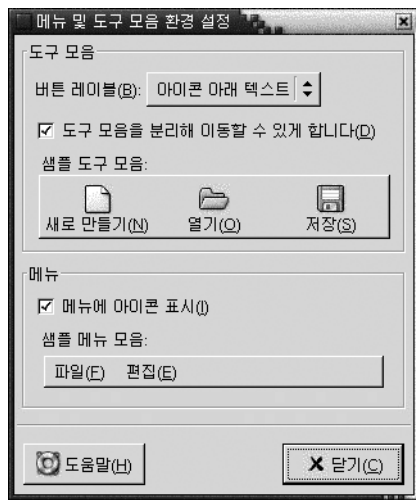 메뉴 및 도구 모음 환경 설정
도구 모음
버튼 레이블(B): 아이콘 아래 텍스트
도구 모음을 분리해 이동할 수 있게 합니다(D)
샘플 도구 모음:
새로 만들기(N) 열기(O) 저장(S)
메뉴
메뉴에 아이콘 표시(I)
샘플 메뉴 모음:
파일(F) 편집(E)
도움말(H) 닫기(C)